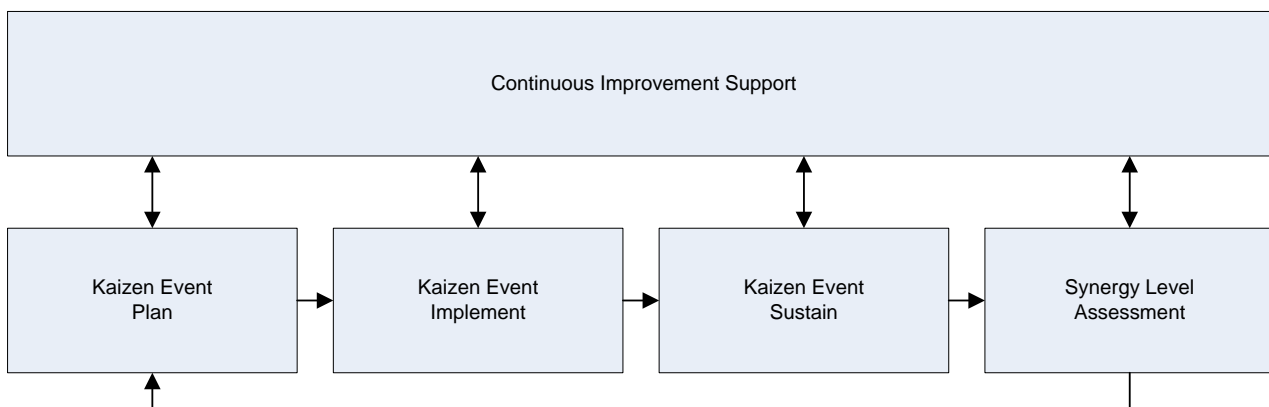 Continuous Improvement Support
Kaizen Event
Plan
Kaizen Event
Implement
Kaizen Event
Sustain
Synergy Level
Assessment